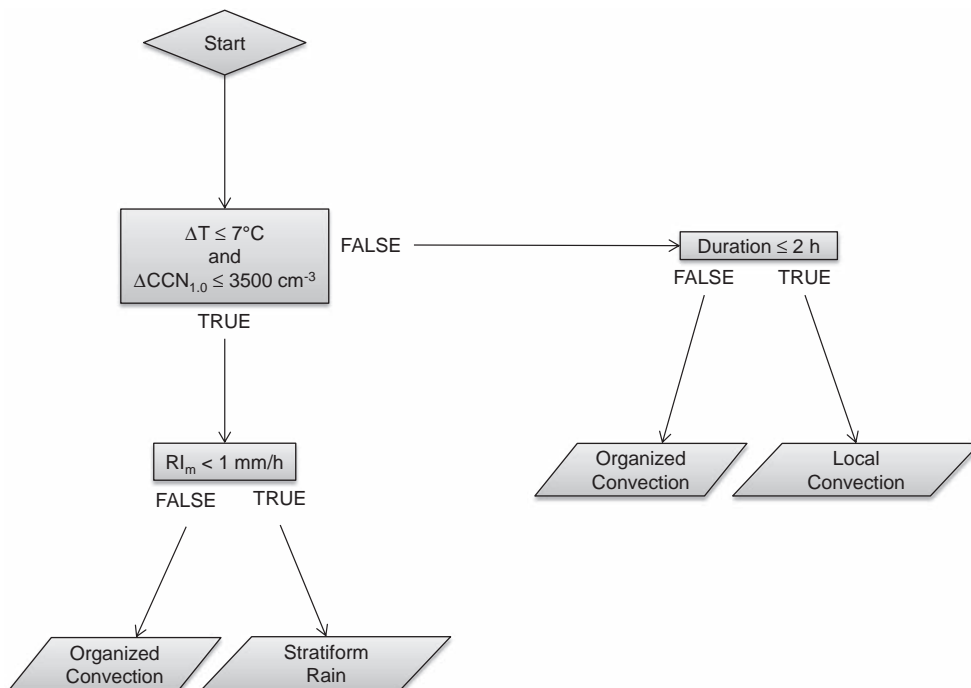 Start
ΔT ≤ 7°C
and
ΔCCN₁.₀ ≤ 3500 cm⁻³
FALSE
TRUE
Duration ≤ 2 h
FALSE TRUE
Organized
Convection
Local
Convection
RIₘ < 1 mm/h
FALSE TRUE
Organized
Convection
Stratiform
Rain